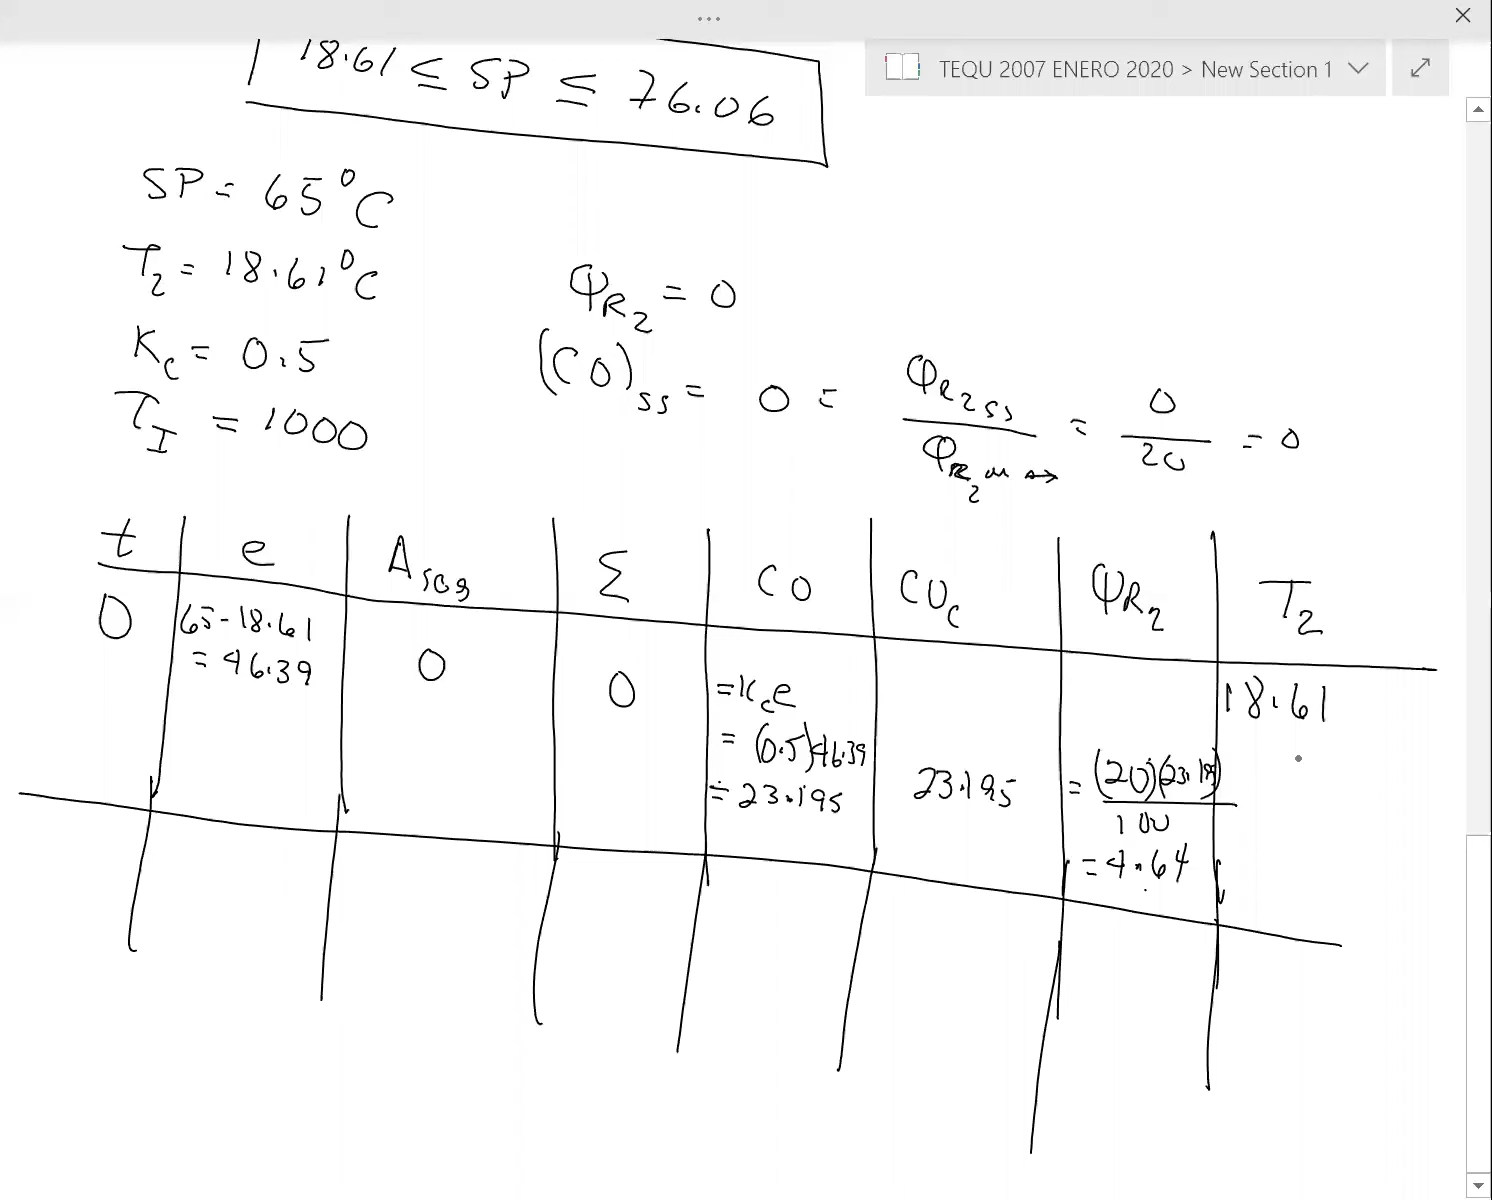 TEQU 2007 ENERO 2020 > New Section 1
18.61 ≤ SP ≤ 76.06
SP = 65°C
T₂ = 18.61°C
φR₂ = 0
Kc = 0.5
(CO)ss = 0 = φR₂ss / φR₂max = 0/20 = 0
τI = 1000
t e Aseg Σ CO COc φR₂ T₂
0 65-18.61 = 46.39 0 0 =Kce = (0.5)46.39 = 23.195 23.195 = (20)(23.195)/100 = 4.64 18.61